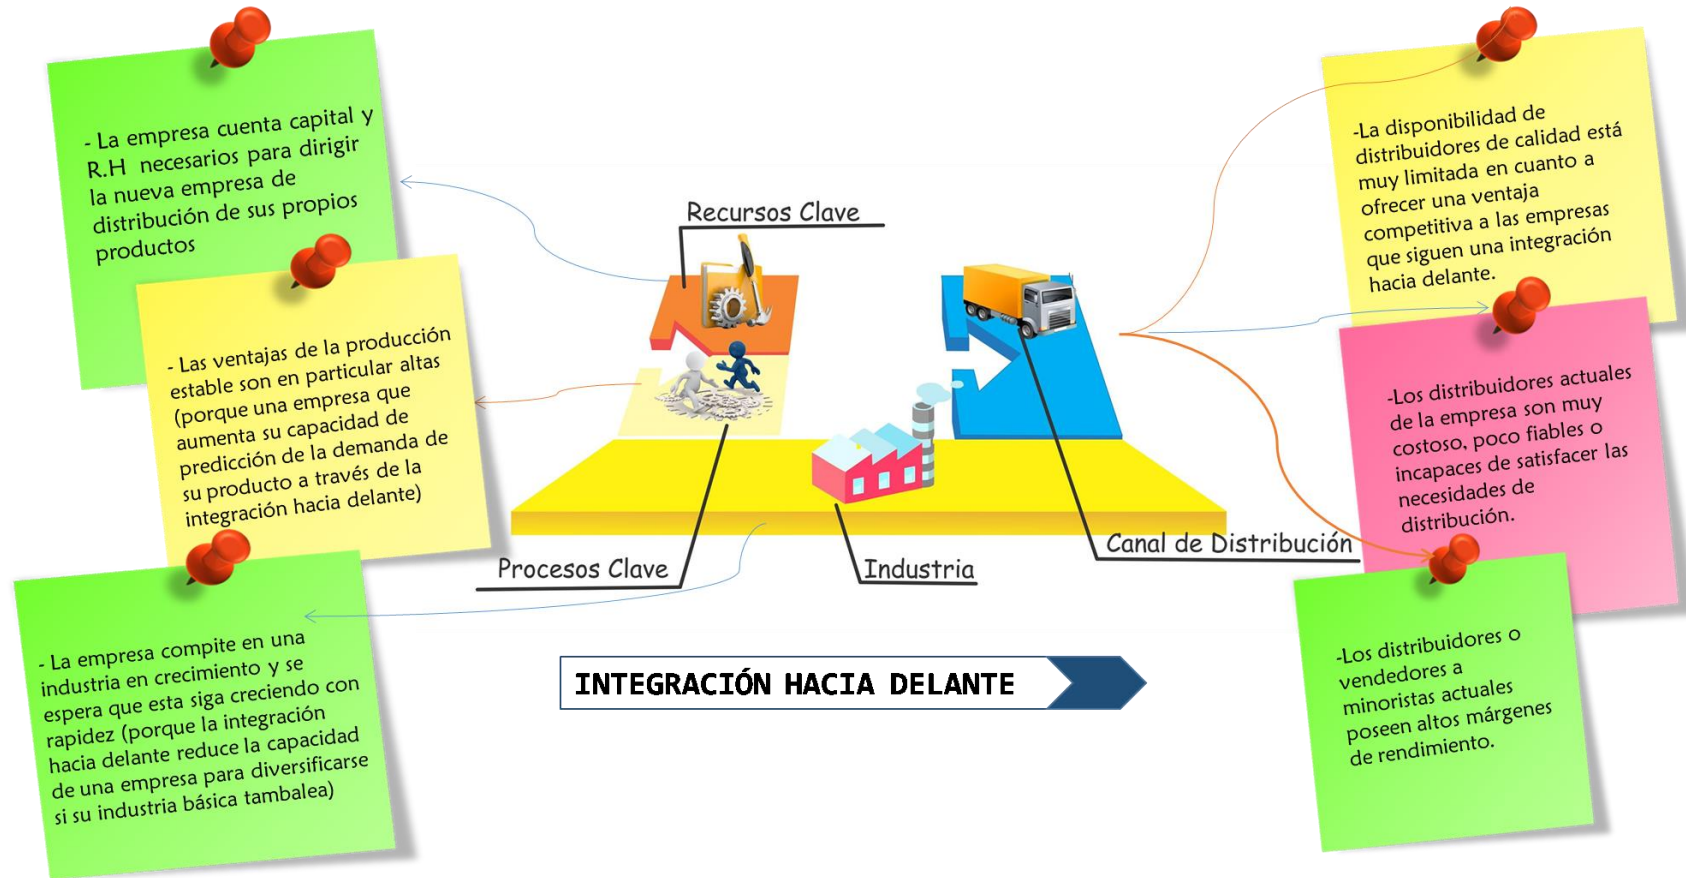 - La empresa cuenta capital y
R.H necesarios para dirigir
la nueva empresa de
distribución de sus propios
productos
- Las ventajas de la producción
estable son en particular altas
(porque una empresa que
aumenta su capacidad de
predicción de la demanda de
su producto a través de la
integración hacia delante)
- La empresa compite en una
industria en crecimiento y se
espera que esta siga creciendo con
rapidez (porque la integración
hacia delante reduce la capacidad
de una empresa para diversificarse
si su industria básica tambalea)
Recursos Clave
Procesos Clave
Industria
Canal de Distribución
INTEGRACIÓN HACIA DELANTE
-La disponibilidad de
distribuidores de calidad está
muy limitada en cuanto a
ofrecer una ventaja
competitiva a las empresas
que siguen una integración
hacia delante.
-Los distribuidores actuales
de la empresa son muy
costoso, poco fiables o
incapaces de satisfacer las
necesidades de
distribución.
-Los distribuidores o
vendedores a
minoristas actuales
poseen altos márgenes
de rendimiento.